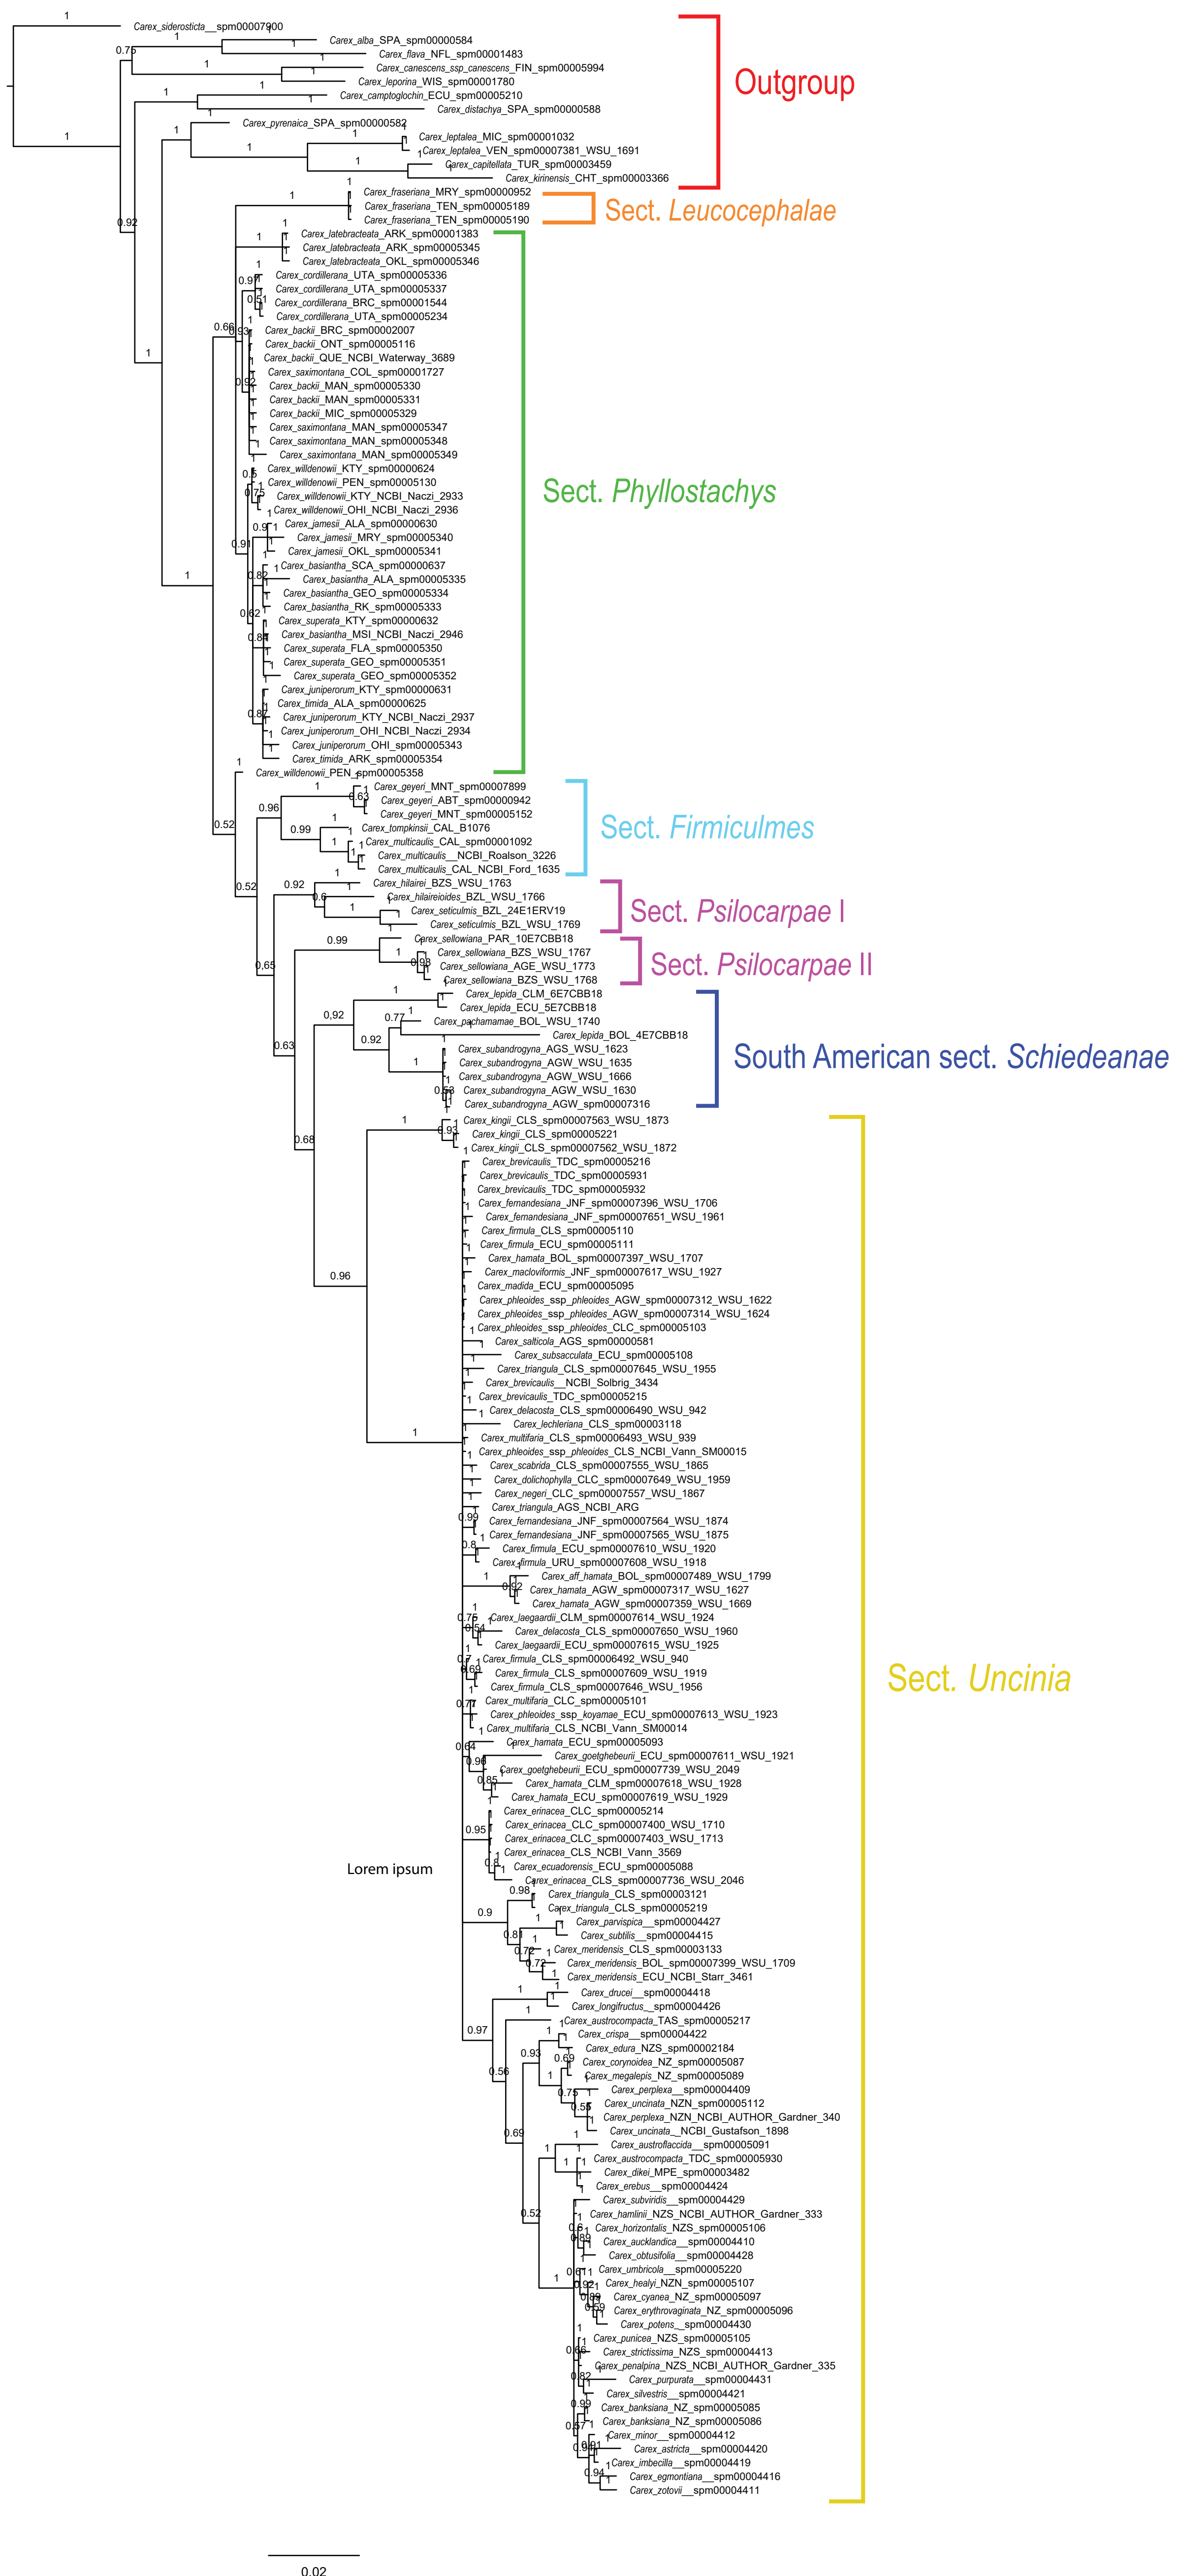 Carex_siderosticta__spm00007900
Carex_alba_SPA_spm00000584
Carex_flava_NFL_spm00001483
Carex_canescens_ssp_canescens_FIN_spm00005994
Carex_leporina_WIS_spm00001780
Carex_camptoglochin_ECU_spm00005210
Carex_distachya_SPA_spm00000588
Carex_pyrenaica_SPA_spm00000582
Carex_leptalea_MIC_spm00001032
Carex_leptalea_VEN_spm00007381_WSU_1691
Carex_capitellata_TUR_spm00003459
Carex_kirinensis_CHT_spm00003366
Outgroup
Carex_fraseriana_MRY_spm00000952
Carex_fraseriana_TEN_spm00005189
Carex_fraseriana_TEN_spm00005190
Sect. Leucocephalae
Carex_latebracteata_ARK_spm00001383
Carex_latebracteata_ARK_spm00005345
Carex_latebracteata_OKL_spm00005346
Carex_cordillerana_UTA_spm00005336
Carex_cordillerana_UTA_spm00005337
Carex_cordillerana_BRC_spm00001544
Carex_cordillerana_UTA_spm00005234
Carex_backii_BRC_spm00002007
Carex_backii_ONT_spm00005116
Carex_backii_QUE_NCBI_Waterway_3689
Carex_saximontana_COL_spm00001727
Carex_backii_MAN_spm00005330
Carex_backii_MAN_spm00005331
Carex_backii_MIC_spm00005329
Carex_saximontana_MAN_spm00005347
Carex_saximontana_MAN_spm00005348
Carex_saximontana_MAN_spm00005349
Carex_willdenowii_KTY_spm00000624
Carex_willdenowii_PEN_spm00005130
Carex_willdenowii_KTY_NCBI_Naczi_2933
Carex_willdenowii_OHI_NCBI_Naczi_2936
Carex_jamesii_ALA_spm00000630
Carex_jamesii_MRY_spm00005340
Carex_jamesii_OKL_spm00005341
Carex_basiantha_SCA_spm00000637
Carex_basiantha_ALA_spm00005335
Carex_basiantha_GEO_spm00005334
Carex_basiantha_RK_spm00005333
Carex_superata_KTY_spm00000632
Carex_basiantha_MSI_NCBI_Naczi_2946
Carex_superata_FLA_spm00005350
Carex_superata_GEO_spm00005351
Carex_superata_GEO_spm00005352
Carex_juniperorum_KTY_spm00000631
Carex_timida_ALA_spm00000625
Carex_juniperorum_KTY_NCBI_Naczi_2937
Carex_juniperorum_OHI_NCBI_Naczi_2934
Carex_juniperorum_OHI_spm00005343
Carex_timida_ARK_spm00005354
Sect. Phyllostachys
Carex_willdenowii_PEN_spm00005358
Carex_geyeri_MNT_spm00007899
Carex_geyeri_ABT_spm00000942
Carex_geyeri_MNT_spm00005152
Carex_tompkinsii_CAL_B1076
Carex_multicaulis_CAL_spm00001092
Carex_multicaulis__NCBI_Roalson_3226
Carex_multicaulis_CAL_NCBI_Ford_1635
Sect. Firmiculmes
Carex_hilairei_BZS_WSU_1763
Carex_hilaireioides_BZL_WSU_1766
Carex_seticulmis_BZL_24E1ERV19
Carex_seticulmis_BZL_WSU_1769
Sect. Psilocarpae I
Carex_sellowiana_PAR_10E7CBB18
Carex_sellowiana_BZS_WSU_1767
Carex_sellowiana_AGE_WSU_1773
Carex_sellowiana_BZS_WSU_1768
Sect. Psilocarpae II
Carex_lepida_CLM_6E7CBB18
Carex_lepida_ECU_5E7CBB18
Carex_pachamamae_BOL_WSU_1740
Carex_lepida_BOL_4E7CBB18
Carex_subandrogyna_AGS_WSU_1623
Carex_subandrogyna_AGW_WSU_1635
Carex_subandrogyna_AGW_WSU_1666
Carex_subandrogyna_AGW_WSU_1630
Carex_subandrogyna_AGW_spm00007316
South American sect. Schiedeanae
Carex_kingii_CLS_spm00007563_WSU_1873
Carex_kingii_CLS_spm00005221
Carex_kingii_CLS_spm00007562_WSU_1872
Carex_brevicaulis_TDC_spm00005216
Carex_brevicaulis_TDC_spm00005931
Carex_brevicaulis_TDC_spm00005932
Carex_fernandesiana_JNF_spm00007396_WSU_1706
Carex_fernandesiana_JNF_spm00007651_WSU_1961
Carex_firmula_CLS_spm00005110
Carex_firmula_ECU_spm00005111
Carex_hamata_BOL_spm00007397_WSU_1707
Carex_macloviformis_JNF_spm00007617_WSU_1927
Carex_madida_ECU_spm00005095
Carex_phleoides_ssp_phleoides_AGW_spm00007312_WSU_1622
Carex_phleoides_ssp_phleoides_AGW_spm00007314_WSU_1624
Carex_phleoides_ssp_phleoides_CLC_spm00005103
Carex_salticola_AGS_spm00000581
Carex_subsacculata_ECU_spm00005108
Carex_triangula_CLS_spm00007645_WSU_1955
Carex_brevicaulis__NCBI_Solbrig_3434
Carex_brevicaulis_TDC_spm00005215
Carex_delacosta_CLS_spm00006490_WSU_942
Carex_lechleriana_CLS_spm00003118
Carex_multifaria_CLS_spm00006493_WSU_939
Carex_phleoides_ssp_phleoides_CLS_NCBI_Vann_SM00015
Carex_scabrida_CLS_spm00007555_WSU_1865
Carex_dolichophylla_CLC_spm00007649_WSU_1959
Carex_negeri_CLC_spm00007557_WSU_1867
Carex_triangula_AGS_NCBI_ARG
Carex_fernandesiana_JNF_spm00007564_WSU_1874
Carex_fernandesiana_JNF_spm00007565_WSU_1875
Carex_firmula_ECU_spm00007610_WSU_1920
Carex_firmula_URU_spm00007608_WSU_1918
Carex_aff_hamata_BOL_spm00007489_WSU_1799
Carex_hamata_AGW_spm00007317_WSU_1627
Carex_hamata_AGW_spm00007359_WSU_1669
Carex_laegaardii_CLM_spm00007614_WSU_1924
Carex_delacosta_CLS_spm00007650_WSU_1960
Carex_laegaardii_ECU_spm00007615_WSU_1925
Carex_firmula_CLS_spm00006492_WSU_940
Carex_firmula_CLS_spm00007609_WSU_1919
Carex_firmula_CLS_spm00007646_WSU_1956
Carex_multifaria_CLC_spm00005101
Carex_phleoides_ssp_koyamae_ECU_spm00007613_WSU_1923
Carex_multifaria_CLS_NCBI_Vann_SM00014
Carex_hamata_ECU_spm00005093
Carex_goetghebeurii_ECU_spm00007611_WSU_1921
Carex_goetghebeurii_ECU_spm00007739_WSU_2049
Carex_hamata_CLM_spm00007618_WSU_1928
Carex_hamata_ECU_spm00007619_WSU_1929
Carex_erinacea_CLC_spm00005214
Carex_erinacea_CLC_spm00007400_WSU_1710
Carex_erinacea_CLC_spm00007403_WSU_1713
Carex_erinacea_CLS_NCBI_Vann_3569
Carex_ecuadorensis_ECU_spm00005088
Carex_erinacea_CLS_spm00007736_WSU_2046
Lorem ipsum
Carex_triangula_CLS_spm00003121
Carex_triangula_CLS_spm00005219
Carex_parvispica__spm00004427
Carex_subtilis__spm00004415
Carex_meridensis_CLS_spm00003133
Carex_meridensis_BOL_spm00007399_WSU_1709
Carex_meridensis_ECU_NCBI_Starr_3461
Carex_drucei__spm00004418
Carex_longifructus__spm00004426
Carex_austrocompacta_TAS_spm00005217
Carex_crispa__spm00004422
Carex_edura_NZS_spm00002184
Carex_corynoidea_NZ_spm00005087
Carex_megalepis_NZ_spm00005089
Carex_perplexa__spm00004409
Carex_uncinata_NZN_spm00005112
Carex_perplexa_NZN_NCBI_AUTHOR_Gardner_340
Carex_uncinata__NCBI_Gustafson_1898
Carex_austroflaccida__spm00005091
Carex_austrocompacta_TDC_spm00005930
Carex_dikei_MPE_spm00003482
Carex_erebus__spm00004424
Carex_subviridis__spm00004429
Carex_hamlinii_NZS_NCBI_AUTHOR_Gardner_333
Carex_horizontalis_NZS_spm00005106
Carex_aucklandica__spm00004410
Carex_obtusifolia__spm00004428
Carex_umbricola__spm00005220
Carex_healyi_NZN_spm00005107
Carex_cyanea_NZ_spm00005097
Carex_erythrovaginata_NZ_spm00005096
Carex_potens__spm00004430
Carex_punicea_NZS_spm00005105
Carex_strictissima_NZS_spm00004413
Carex_penalpina_NZS_NCBI_AUTHOR_Gardner_335
Carex_purpurata__spm00004431
Carex_silvestris__spm00004421
Carex_banksiana_NZ_spm00005085
Carex_banksiana_NZ_spm00005086
Carex_minor__spm00004412
Carex_astricta__spm00004420
Carex_imbecilla__spm00004419
Carex_egmontiana__spm00004416
Carex_zotovii__spm00004411
Sect. Uncinia
0.02